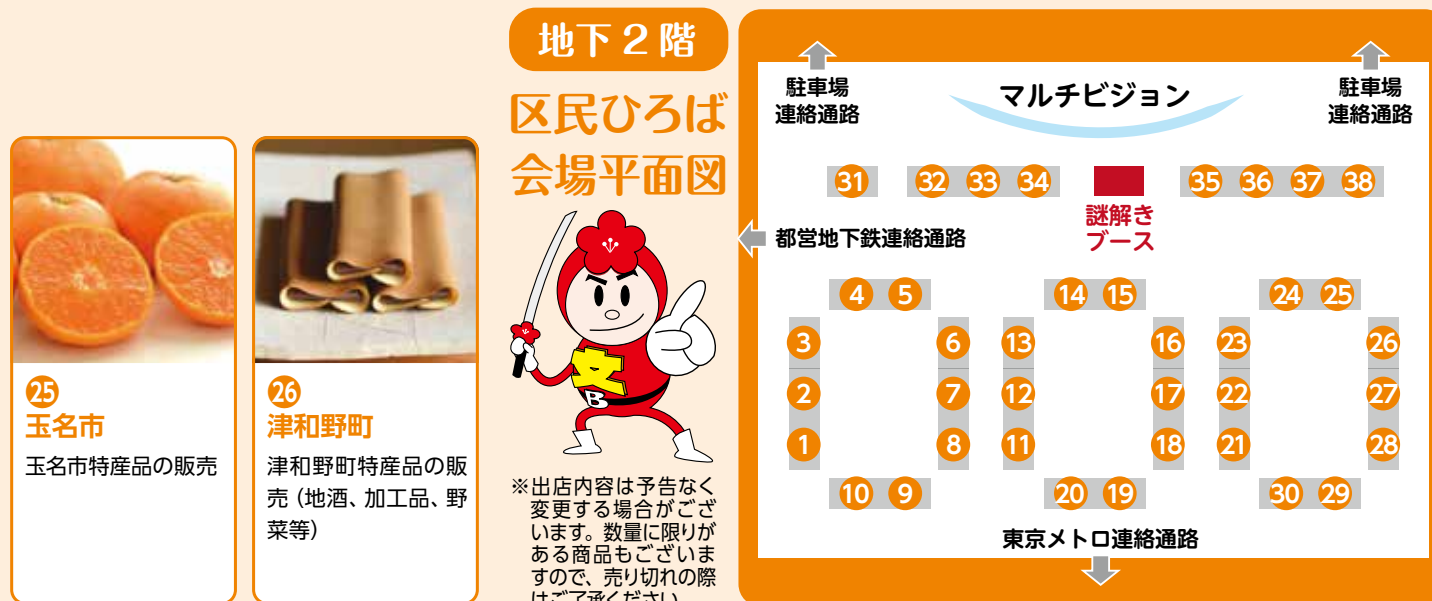 ㉕
玉名市
玉名市特産品の販売
㉖
津和野町
津和野町特産品の販
売（地酒、加工品、野
菜等）
地下２階
区民ひろば
会場平面図
文
B
※出店内容は予告なく
変更する場合がござ
います。数量に限りが
ある商品もございま
すので、売り切れの際
はご了承ください。
駐車場
連絡通路
マルチビジョン
駐車場
連絡通路
31 32 33 34 35 36 37 38
謎解き
ブース
都営地下鉄連絡通路
4 5 14 15 24 25
3 6 13 16 23 26
2 7 12 17 22 27
1 8 11 18 21 28
10 9 20 19 30 29
東京メトロ連絡通路